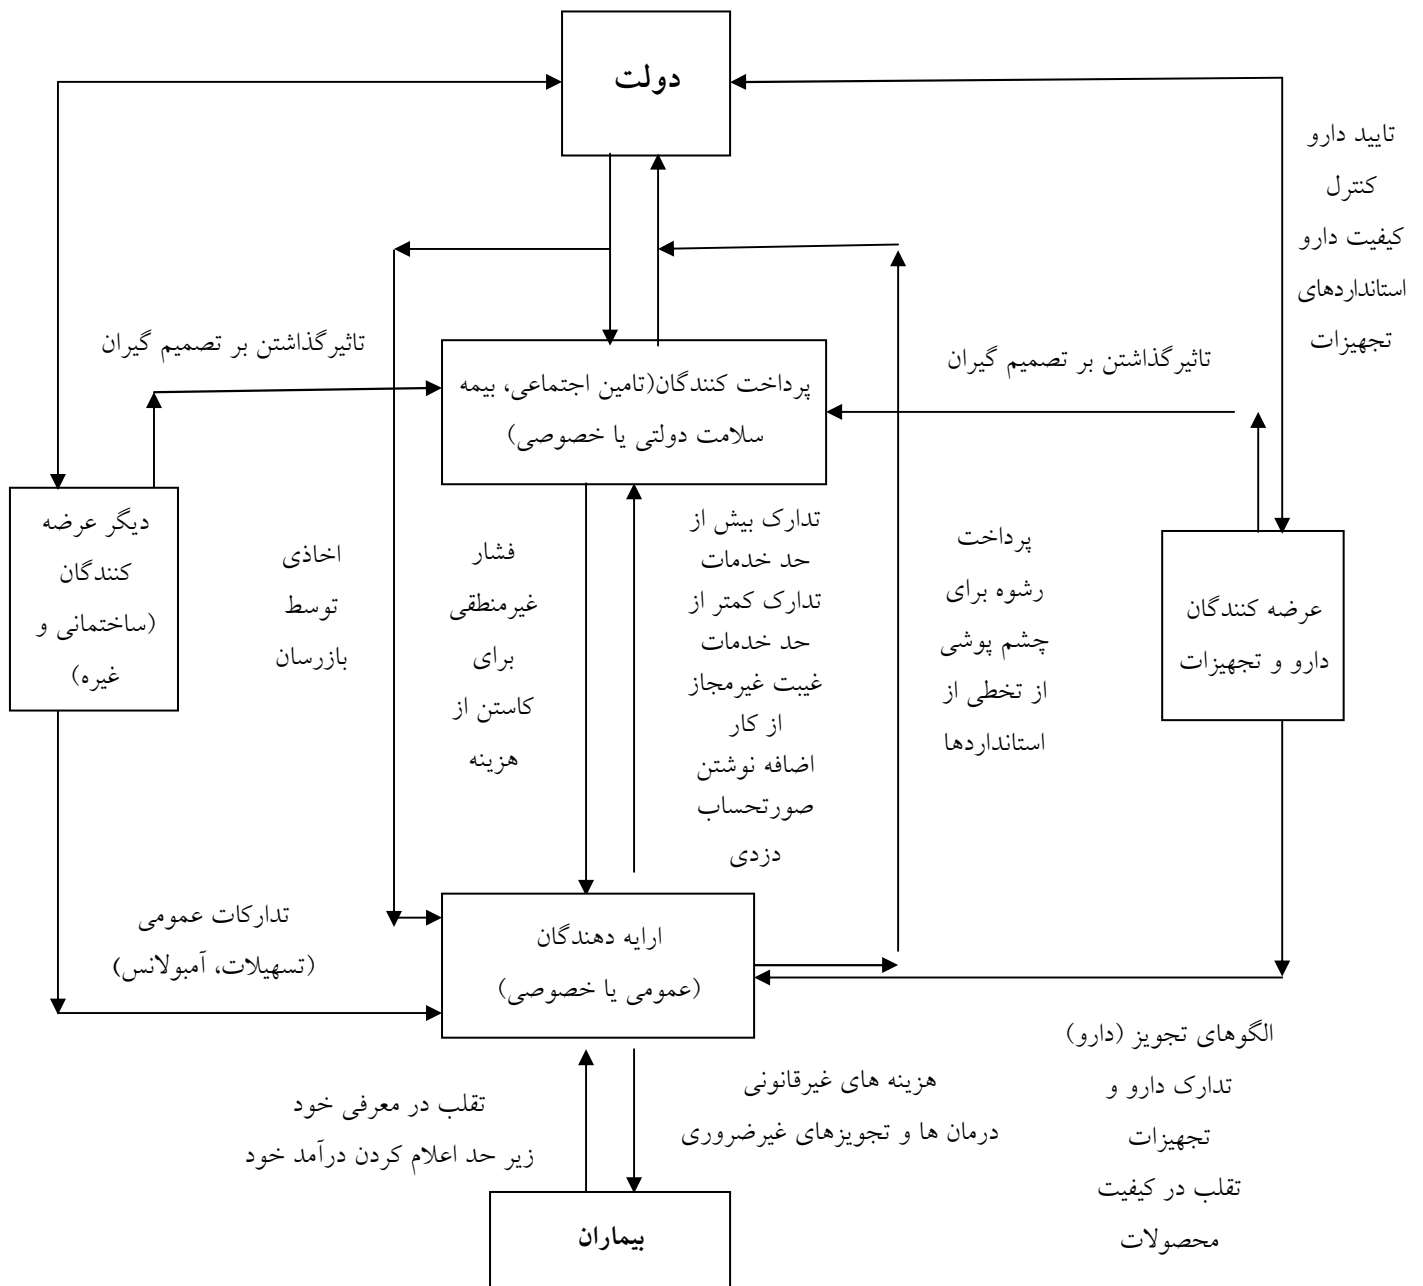 دولت
تایید دارو
کنترل
کیفیت دارو
استانداردهای
تجهیزات
تاثیرگذاشتن بر تصمیم گیران
تاثیرگذاشتن بر تصمیم گیران
پرداخت کنندگان(تامین اجتماعی، بیمه
سلامت دولتی یا خصوصی)
دیگر عرضه
کنندگان
(ساختمانی و
غیره)
عرضه کنندگان
دارو و تجهیزات
پرداخت
رشوه برای
چشم پوشی
از تخطی از
استانداردها
تدارک بیش از
حد خدمات
تدارک کمتر از
حد خدمات
غیبت غیرمجاز
از کار
اضافه نوشتن
صورتحساب
دزدی
فشار
غیرمنطقی
برای
کاستن از
هزینه
اخاذی
توسط
بازرسان
تدارکات عمومی
(تسهیلات، آمبولانس)
ارایه دهندگان
(عمومی یا خصوصی)
الگوهای تجویز (دارو)
تدارک دارو و
تجهیزات
تقلب در کیفیت
محصولات
هزینه های غیرقانونی
درمان ها و تجویزهای غیرضروری
تقلب در معرفی خود
زیر حد اعلام کردن درآمد خود
بیماران